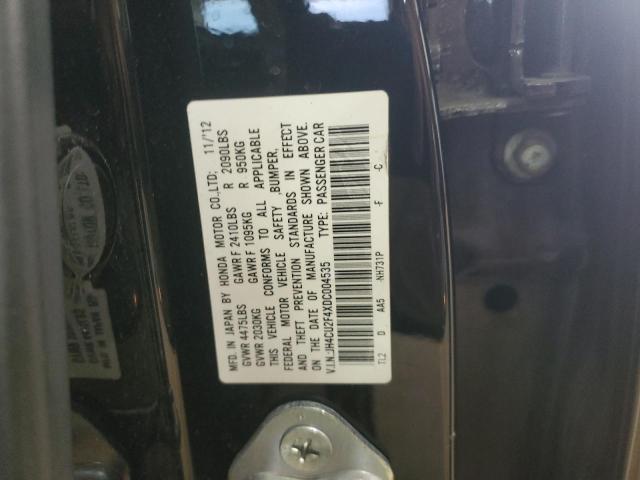 MFD. IN JAPAN BY HONDA MOTOR CO.,LTD; 11/'12
GVWR 4475LBS GAWR F 2410LBS R 2090LBS
GVWR 2030KG GAWR F 1095KG R 950KG
THIS VEHICLE CONFORMS TO ALL APPLICABLE
FEDERAL MOTOR VEHICLE SAFETY ,BUMPER,
AND THEFT PREVENTION STANDARDS IN EFFECT
ON THE DATE OF MANUFACTURE SHOWN ABOVE.
V.I.N.:JH4CU2F4XDC004535 TYPE: PASSENGER CAR
TL2 D AA5 -NH731P -F -C